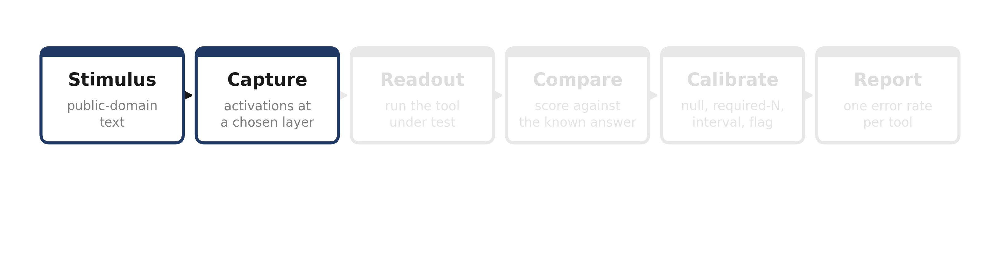 Stimulus
public-domain
text
Capture
activations at
a chosen layer
Readout
run the tool
under test
Compare
score against
the known answer
Calibrate
null, required-N,
interval, flag
Report
one error rate
per tool